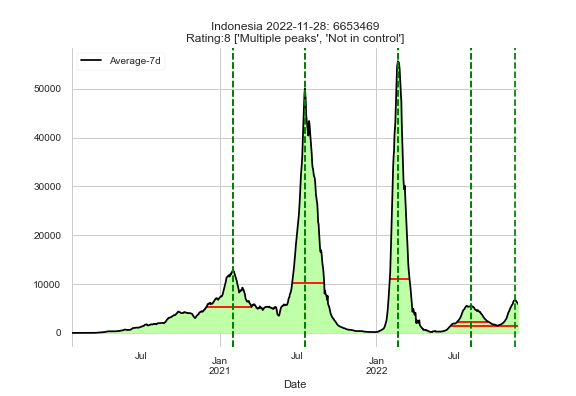 Indonesia 2022-11-28: 6653469
Rating:8 ['Multiple peaks', 'Not in control']
Average-7d
50000
40000
30000
20000
10000
0
Jul
Jan
2021
Jul
Jan
2022
Jul
Date